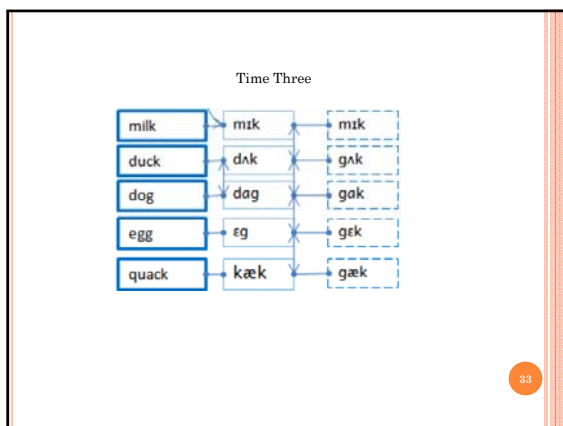 Time Three
milk mɪk mɪk
duck dʌk gʌk
dog dɑg gɑk
egg ɛg gɛk
quack kæk gæk
33